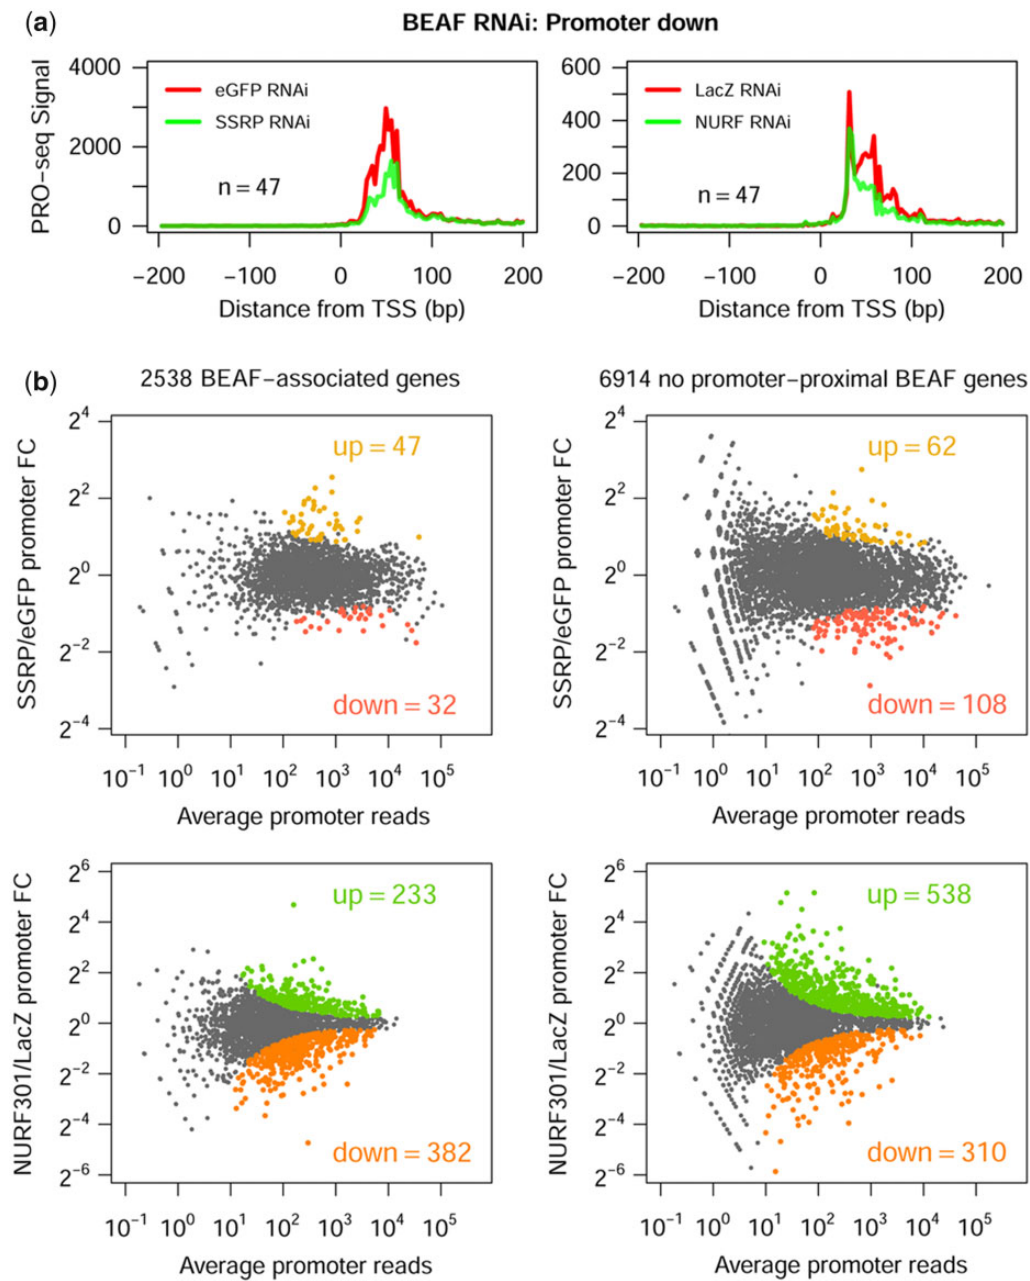 (a)
BEAF RNAi: Promoter down
PRO−seq Signal
4000
2000
0
eGFP RNAi
SSRP RNAi
n = 47
−200 −100 0 100 200
Distance from TSS (bp)
600
400
200
0
LacZ RNAi
NURF RNAi
n = 47
−200 −100 0 100 200
Distance from TSS (bp)
(b)
2538 BEAF−associated genes
SSRP/eGFP promoter FC
2^4
2^2
2^0
2^−2
2^−4
up = 47
down = 32
10^−1 10^0 10^1 10^2 10^3 10^4 10^5
Average promoter reads
6914 no promoter−proximal BEAF genes
SSRP/eGFP promoter FC
2^4
2^2
2^0
2^−2
2^−4
up = 62
down = 108
10^−1 10^0 10^1 10^2 10^3 10^4 10^5
Average promoter reads
NURF301/LacZ promoter FC
2^6
2^4
2^2
2^0
2^−2
2^−4
2^−6
up = 233
down = 382
10^−1 10^0 10^1 10^2 10^3 10^4 10^5
Average promoter reads
NURF301/LacZ promoter FC
2^6
2^4
2^2
2^0
2^−2
2^−4
2^−6
up = 538
down = 310
10^−1 10^0 10^1 10^2 10^3 10^4 10^5
Average promoter reads